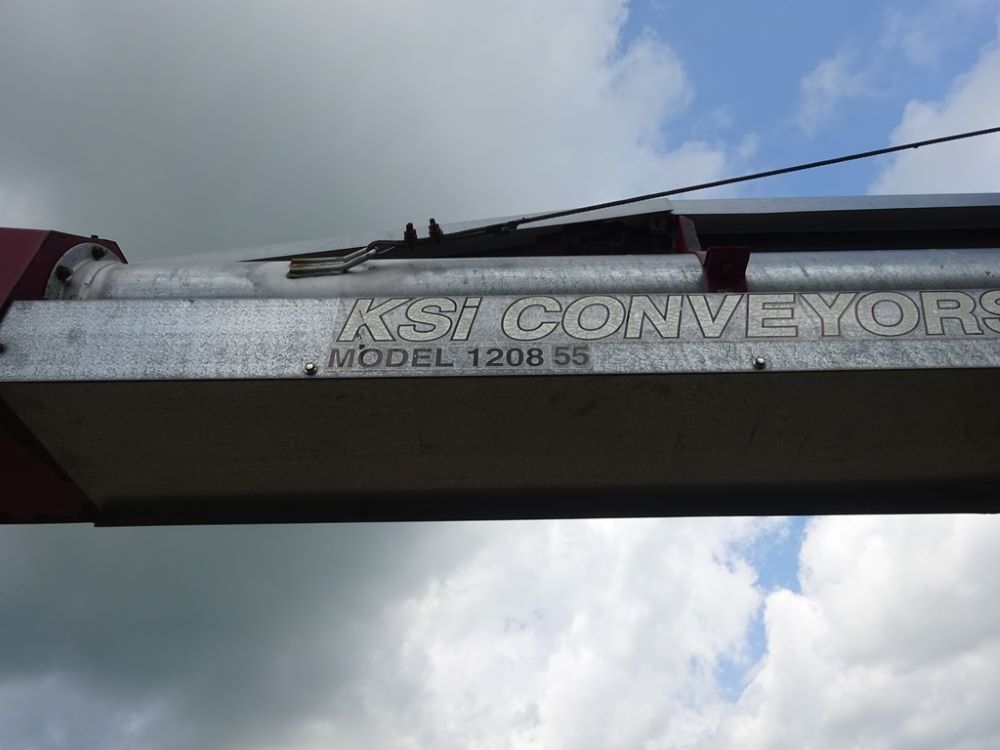 KSi CONVEYORS
MODEL 1208 55